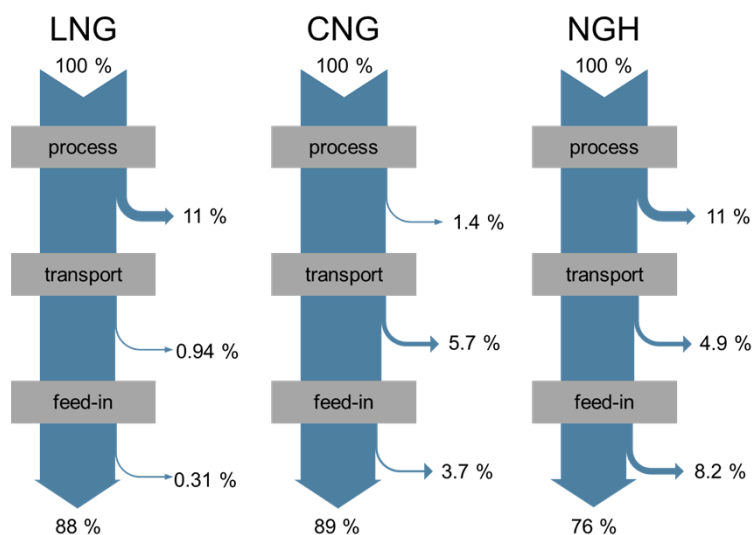 LNG
100 %
process
11 %
transport
0.94 %
feed-in
0.31 %
88 %
CNG
100 %
process
1.4 %
transport
5.7 %
feed-in
3.7 %
89 %
NGH
100 %
process
11 %
transport
4.9 %
feed-in
8.2 %
76 %